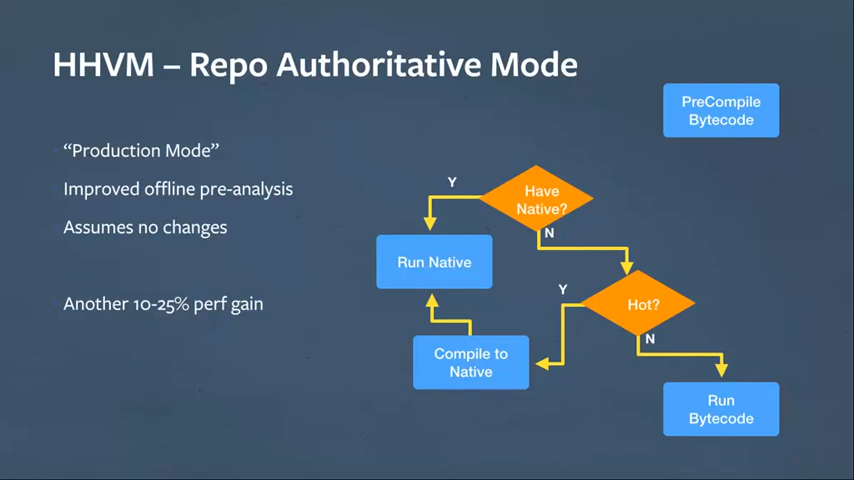 HHVM – Repo Authoritative Mode
PreCompile
Bytecode
“Production Mode”
Improved offline pre-analysis
Assumes no changes
Another 10-25% perf gain
Y
Have
Native?
N
Run Native
Y
Hot?
N
Compile to
Native
Run
Bytecode